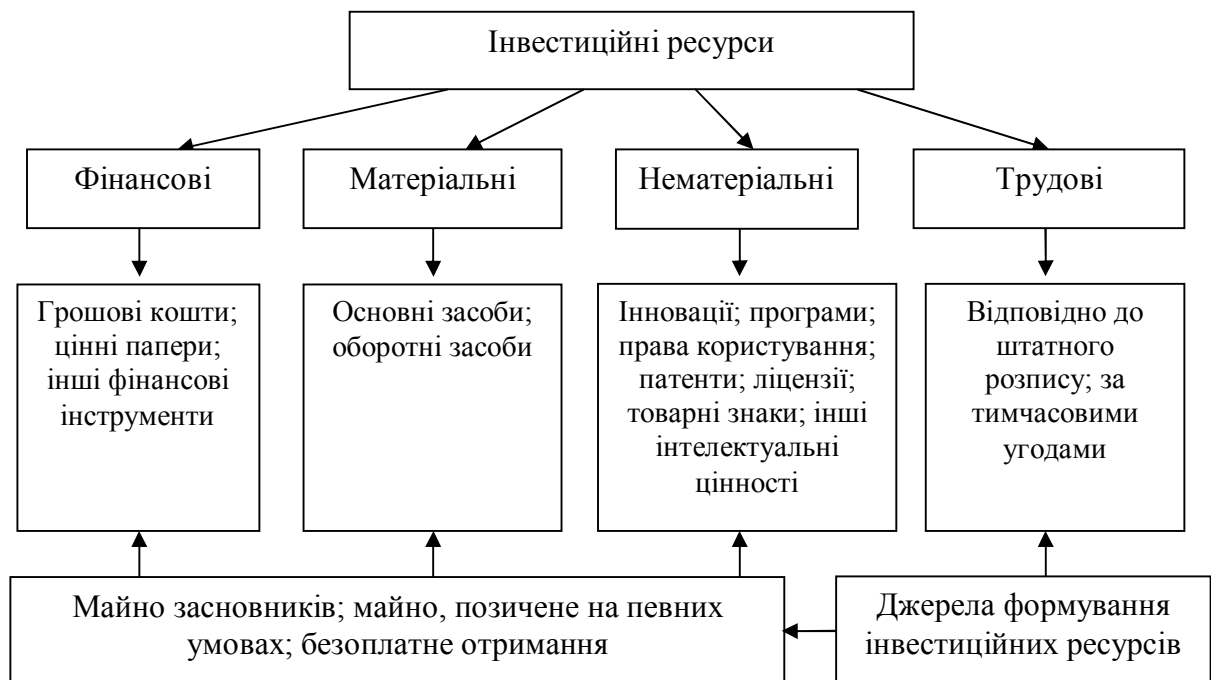 Інвестиційні ресурси
Фінансові
Матеріальні
Нематеріальні
Трудові
Грошові кошти;
цінні папери;
інші фінансові
інструменти
Основні засоби;
оборотні засоби
Інновації; програми;
права користування;
патенти; ліцензії;
товарні знаки; інші
інтелектуальні
цінності
Відповідно до
штатного
розпису; за
тимчасовими
угодами
Майно засновників; майно, позичене на певних
умовах; безоплатне отримання
Джерела формування
інвестиційних ресурсів